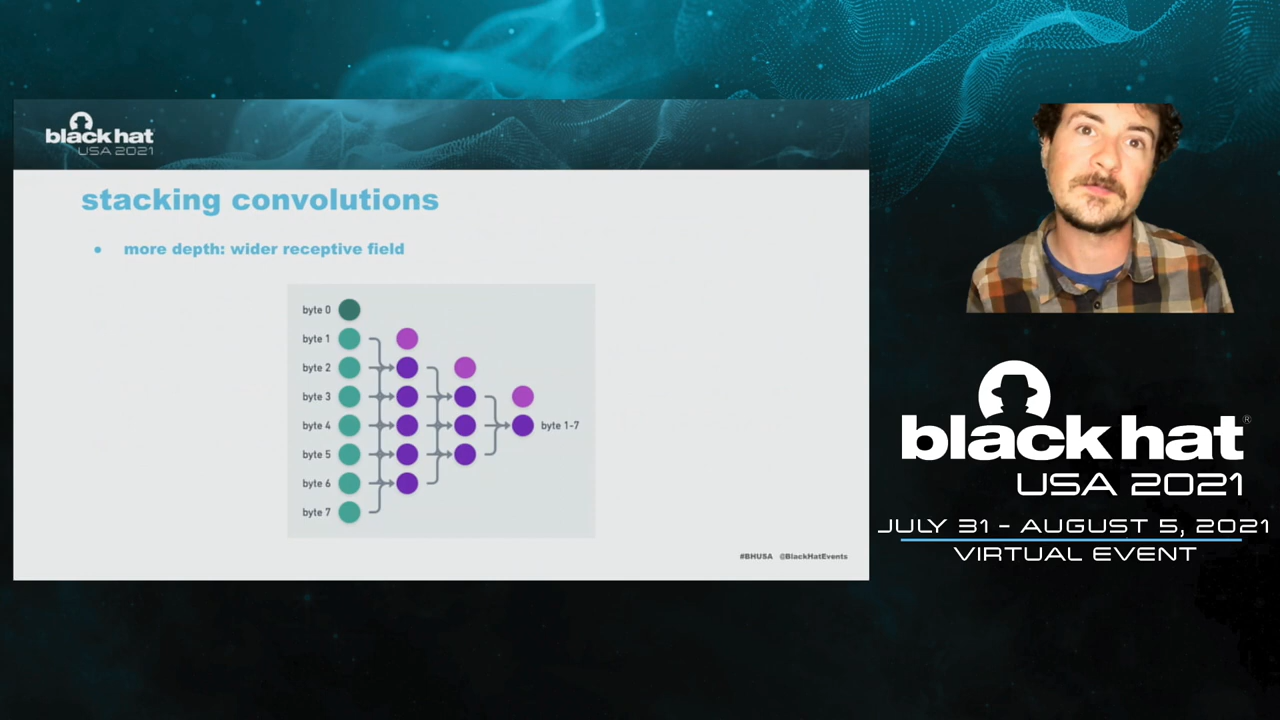 black hat
USA 2021
stacking convolutions
• more depth: wider receptive field
byte 0
byte 1
byte 2
byte 3
byte 4
byte 5
byte 6
byte 7
byte 1-7
#BHUSA @BlackHatEvents
black hat®
USA 2021
JULY 31 - AUGUST 5, 2021
VIRTUAL EVENT